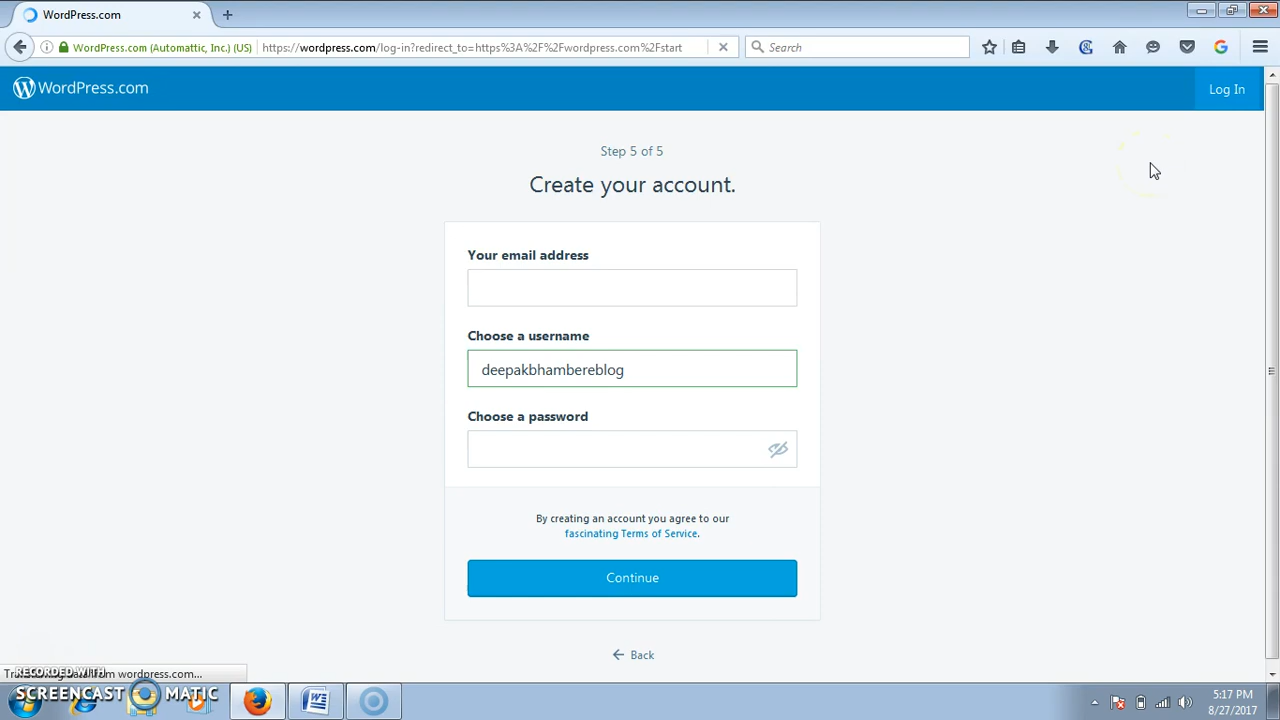 WordPress.com
WordPress.com (Automattic, Inc.) (US)
https://wordpress.com/log-in?redirect_to=https%3A%2F%2Fwordpress.com%2Fstart
Search
WordPress.com
Log In
Step 5 of 5
Create your account.
Your email address
Choose a username
deepakbhambereblog
Choose a password
By creating an account you agree to our
fascinating Terms of Service.
Continue
Back
from wordpress.com...
RECORDED WITH
SCREENCAST MATIC
5:17 PM
8/27/2017